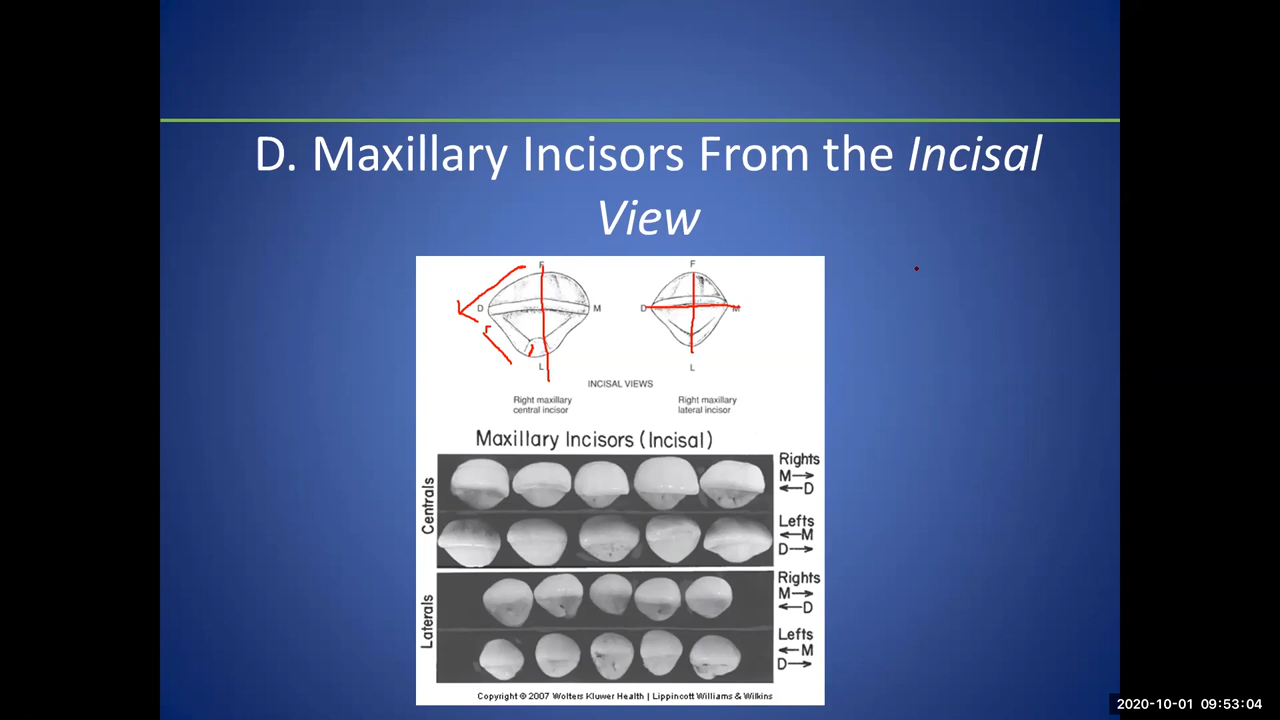 D. Maxillary Incisors From the Incisal
View
F
D
M
L
F
D
M
L
INCISAL VIEWS
Right maxillary
central incisor
Right maxillary
lateral incisor
Maxillary Incisors (Incisal)
Centrals
Rights
M→
←D
Lefts
←M
D→
Laterals
Rights
M→
←D
Lefts
←M
D→
Copyright © 2007 Wolters Kluwer Health | Lippincott Williams & Wilkins
2020-10-01 09:53:04